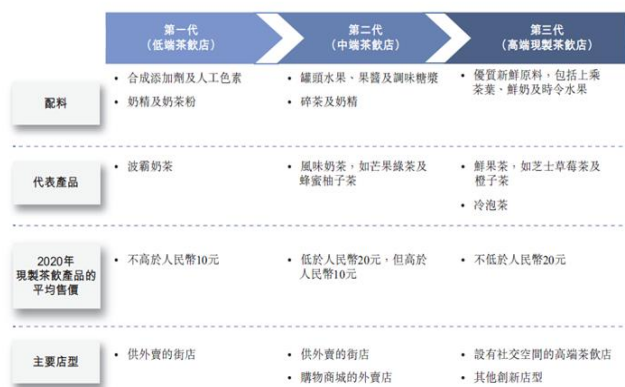 第一代
（低端茶飲店）
第二代
（中端茶飲店）
第三代
（高端現製茶飲店）
配料
• 合成添加劑及人工色素
• 奶精及奶茶粉
• 罐頭水果、果醬及調味糖漿
• 碎茶及奶精
• 優質新鮮原料，包括上乘
茶葉、鮮奶及時令水果
代表產品
• 波霸奶茶
• 風味奶茶，如芒果綠茶及
蜂蜜柚子茶
• 鮮果茶，如芝士草莓茶及
橙子茶
• 冷泡茶
2020年
現製茶飲產品的
平均售價
• 不高於人民幣10元
• 低於人民幣20元，但高於
人民幣10元
• 不低於人民幣20元
主要店型
• 供外賣的街店
• 供外賣的街店
• 購物商城的外賣店
• 設有社交空間的高端茶飲店
• 其他創新店型